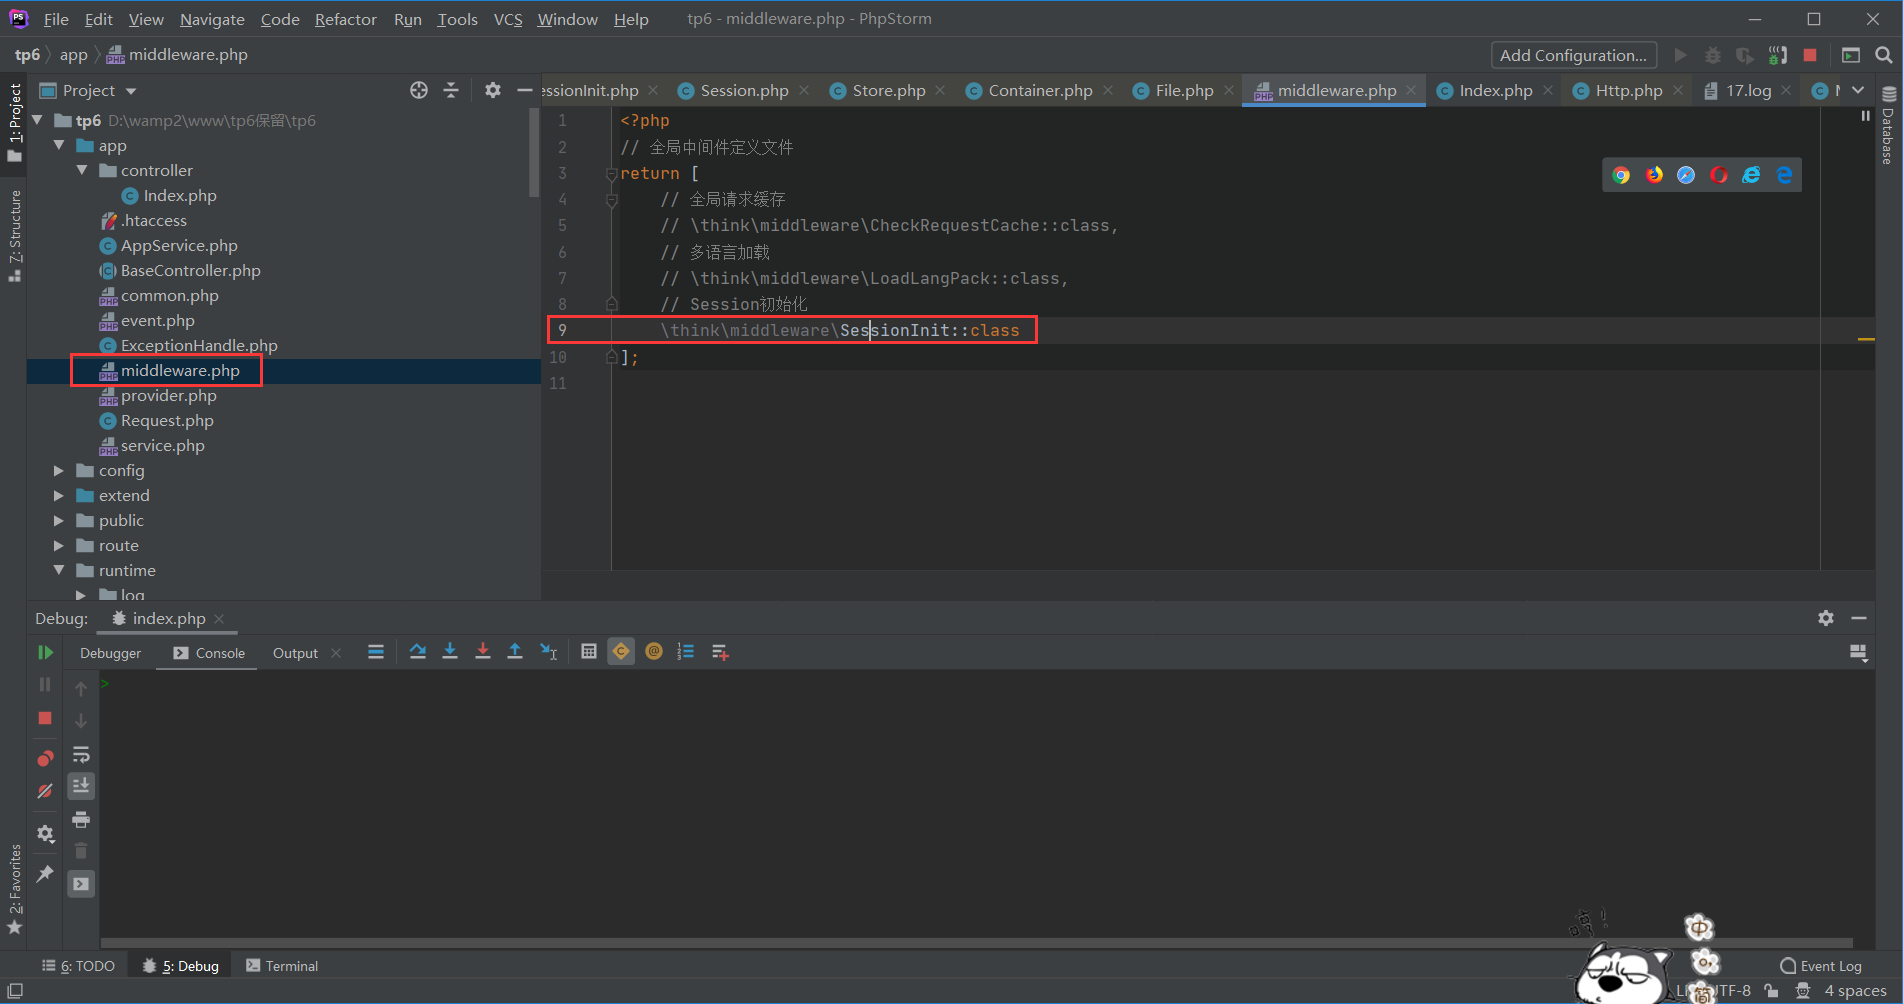 File Edit View Navigate Code Refactor Run Tools VCS Window Help tp6 - middleware.php - PhpStorm
tp6 app middleware.php Add Configuration...
Project
essionInit.php Session.php Store.php Container.php File.php middleware.php Index.php Http.php 17.log
1: Project
7: Structure
2: Favorites
Database
tp6 D:\wamp2\www\tp6保留\tp6
app
controller
Index.php
.htaccess
AppService.php
BaseController.php
common.php
event.php
ExceptionHandle.php
middleware.php
provider.php
Request.php
service.php
config
extend
public
route
runtime
log
1 <?php
2 // 全局中间件定义文件
3 return [
4 // 全局请求缓存
5 // \think\middleware\CheckRequestCache::class,
6 // 多语言加载
7 // \think\middleware\LoadLangPack::class,
8 // Session初始化
9 \think\middleware\SessionInit::class
10 ];
11
Debug: index.php
Debugger Console Output
>
哼!
中
简
6: TODO 5: Debug Terminal Event Log
UTF-8 4 spaces